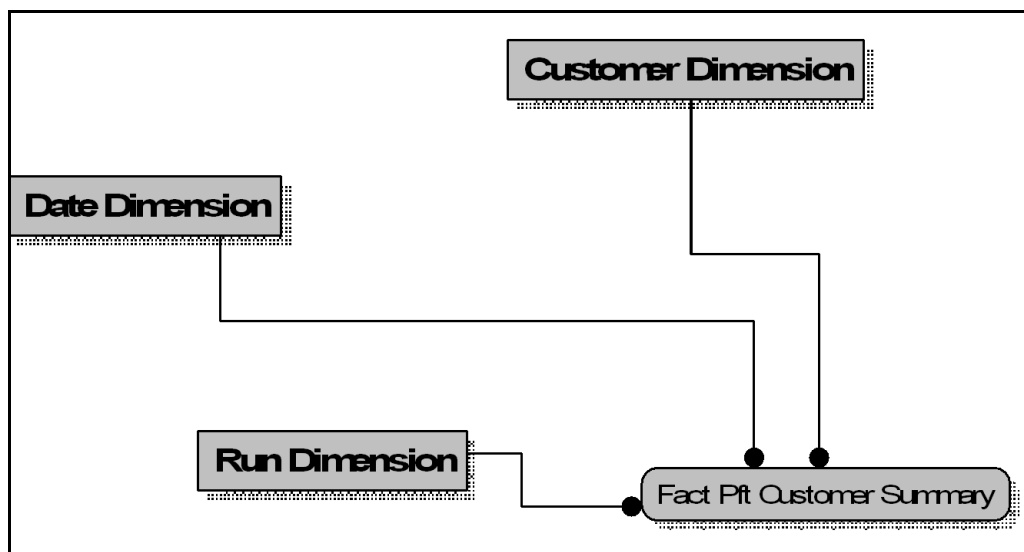 Customer Dimension
Date Dimension
Run Dimension
Fact Pft Customer Summary